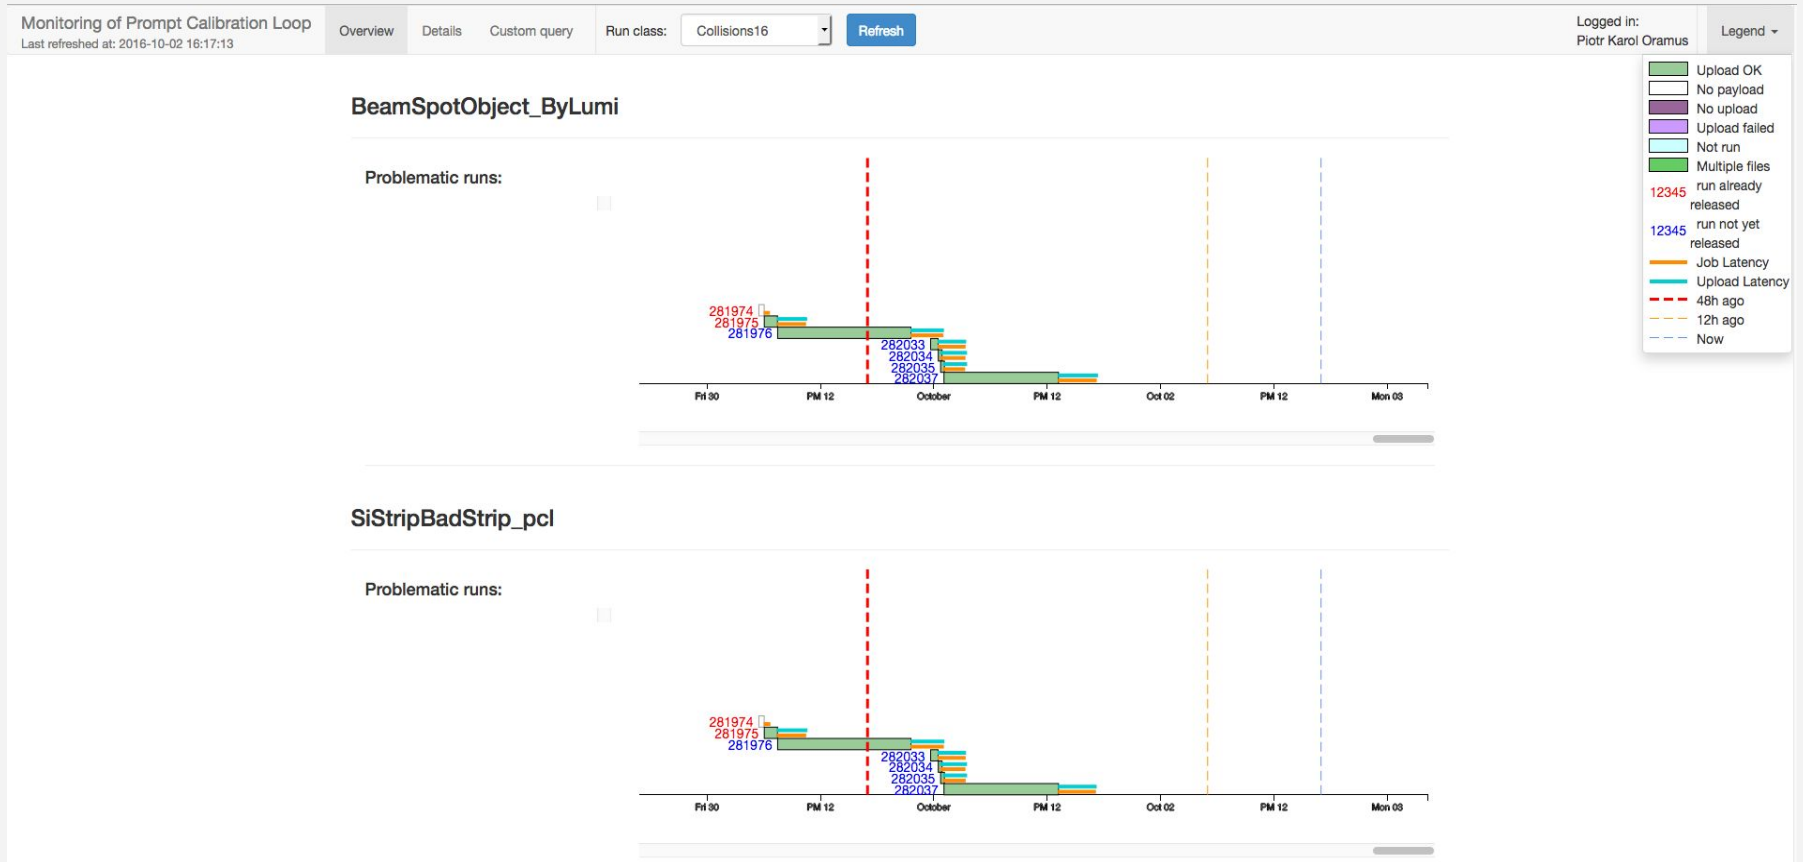 Monitoring of Prompt Calibration Loop
Last refreshed at: 2016-10-02 16:17:13
Overview
Details
Custom query
Run class:
Collisions16
Refresh
Logged in:
Piotr Karol Oramus
Legend
Upload OK
No payload
No upload
Upload failed
Not run
Multiple files
12345 run already
released
12345 run not yet
released
Job Latency
Upload Latency
48h ago
12h ago
Now
BeamSpotObject_ByLumi
Problematic runs:
281974
281975
281976
282033
282034
282035
282037
Fri 30 PM 12 October PM 12 Oct 02 PM 12 Mon 03
SiStripBadStrip_pcl
Problematic runs:
281974
281975
281976
282033
282034
282035
282037
Fri 30 PM 12 October PM 12 Oct 02 PM 12 Mon 03